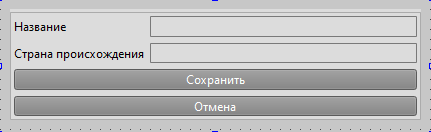 Название
Страна происхождения
Сохранить
Отмена